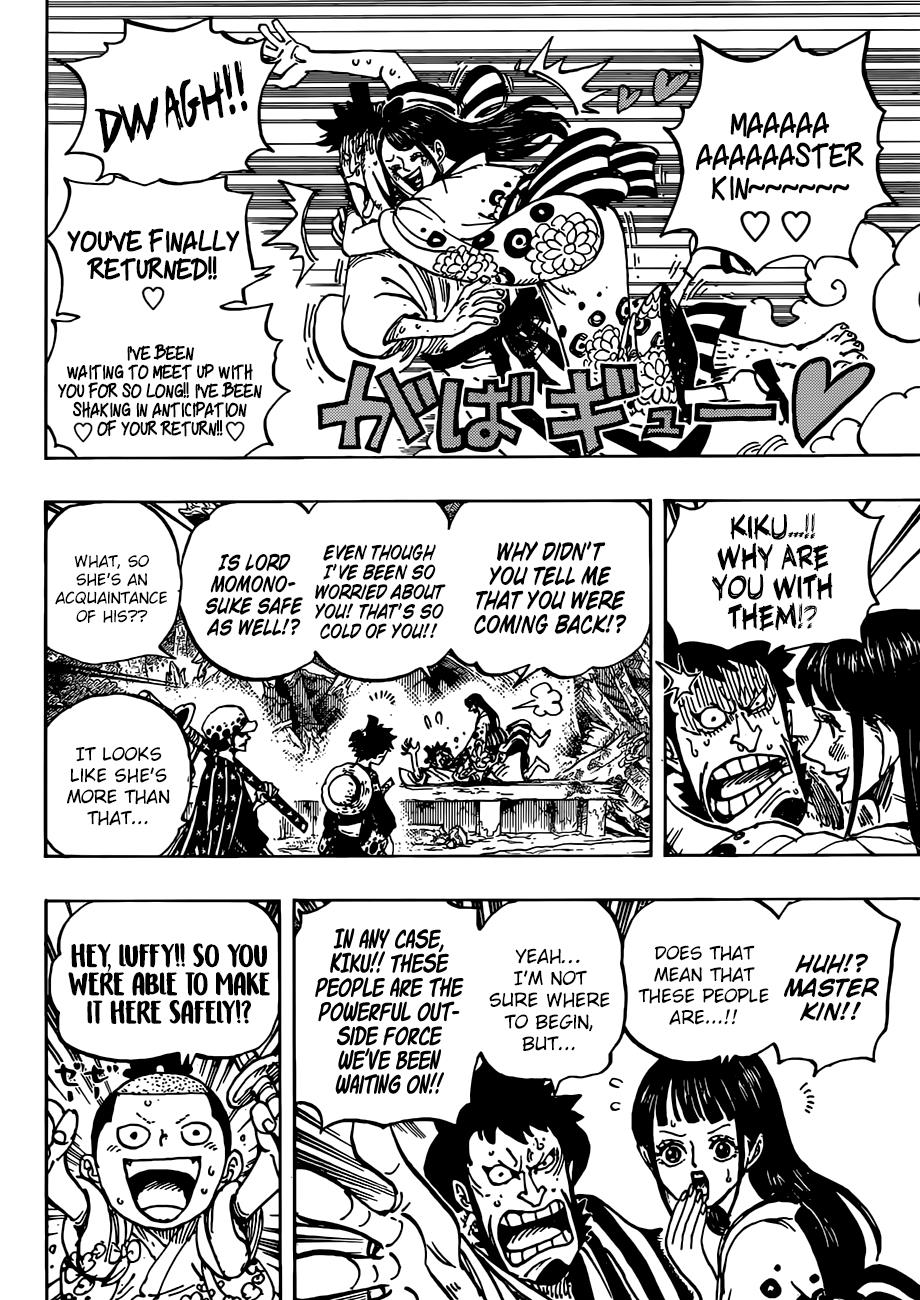 MAAAAA
AAAAAASTER
KIN~~~~~~
♡ ♡
DWAGH!!
YOU'VE FINALLY
RETURNED!!
♡
I'VE BEEN
WAITING TO MEET UP WITH
YOU FOR SO LONG!! I'VE BEEN
SHAKING IN ANTICIPATION
♡ OF YOUR RETURN!! ♡
がばギュー♡
KIKU...!!
WHY ARE
YOU WITH
THEM!?
WHY DIDN'T
YOU TELL ME
THAT YOU WERE
COMING BACK!?
EVEN THOUGH
I'VE BEEN SO
WORRIED ABOUT
YOU! THAT'S SO
COLD OF YOU!!
IS LORD
MOMONO-
SUKE SAFE
AS WELL!?
WHAT, SO
SHE'S AN
ACQUAINTANCE
OF HIS??
IT LOOKS
LIKE SHE'S
MORE THAN
THAT...
HUH!?
MASTER
KIN!!
DOES THAT
MEAN THAT
THESE PEOPLE
ARE...!!
YEAH...
I'M NOT
SURE WHERE
TO BEGIN,
BUT...
IN ANY CASE,
KIKU!! THESE
PEOPLE ARE THE
POWERFUL OUT-
SIDE FORCE
WE'VE BEEN
WAITING ON!!
HEY, LUFFY!! SO YOU
WERE ABLE TO MAKE
IT HERE SAFELY!?
ゼェゼェ